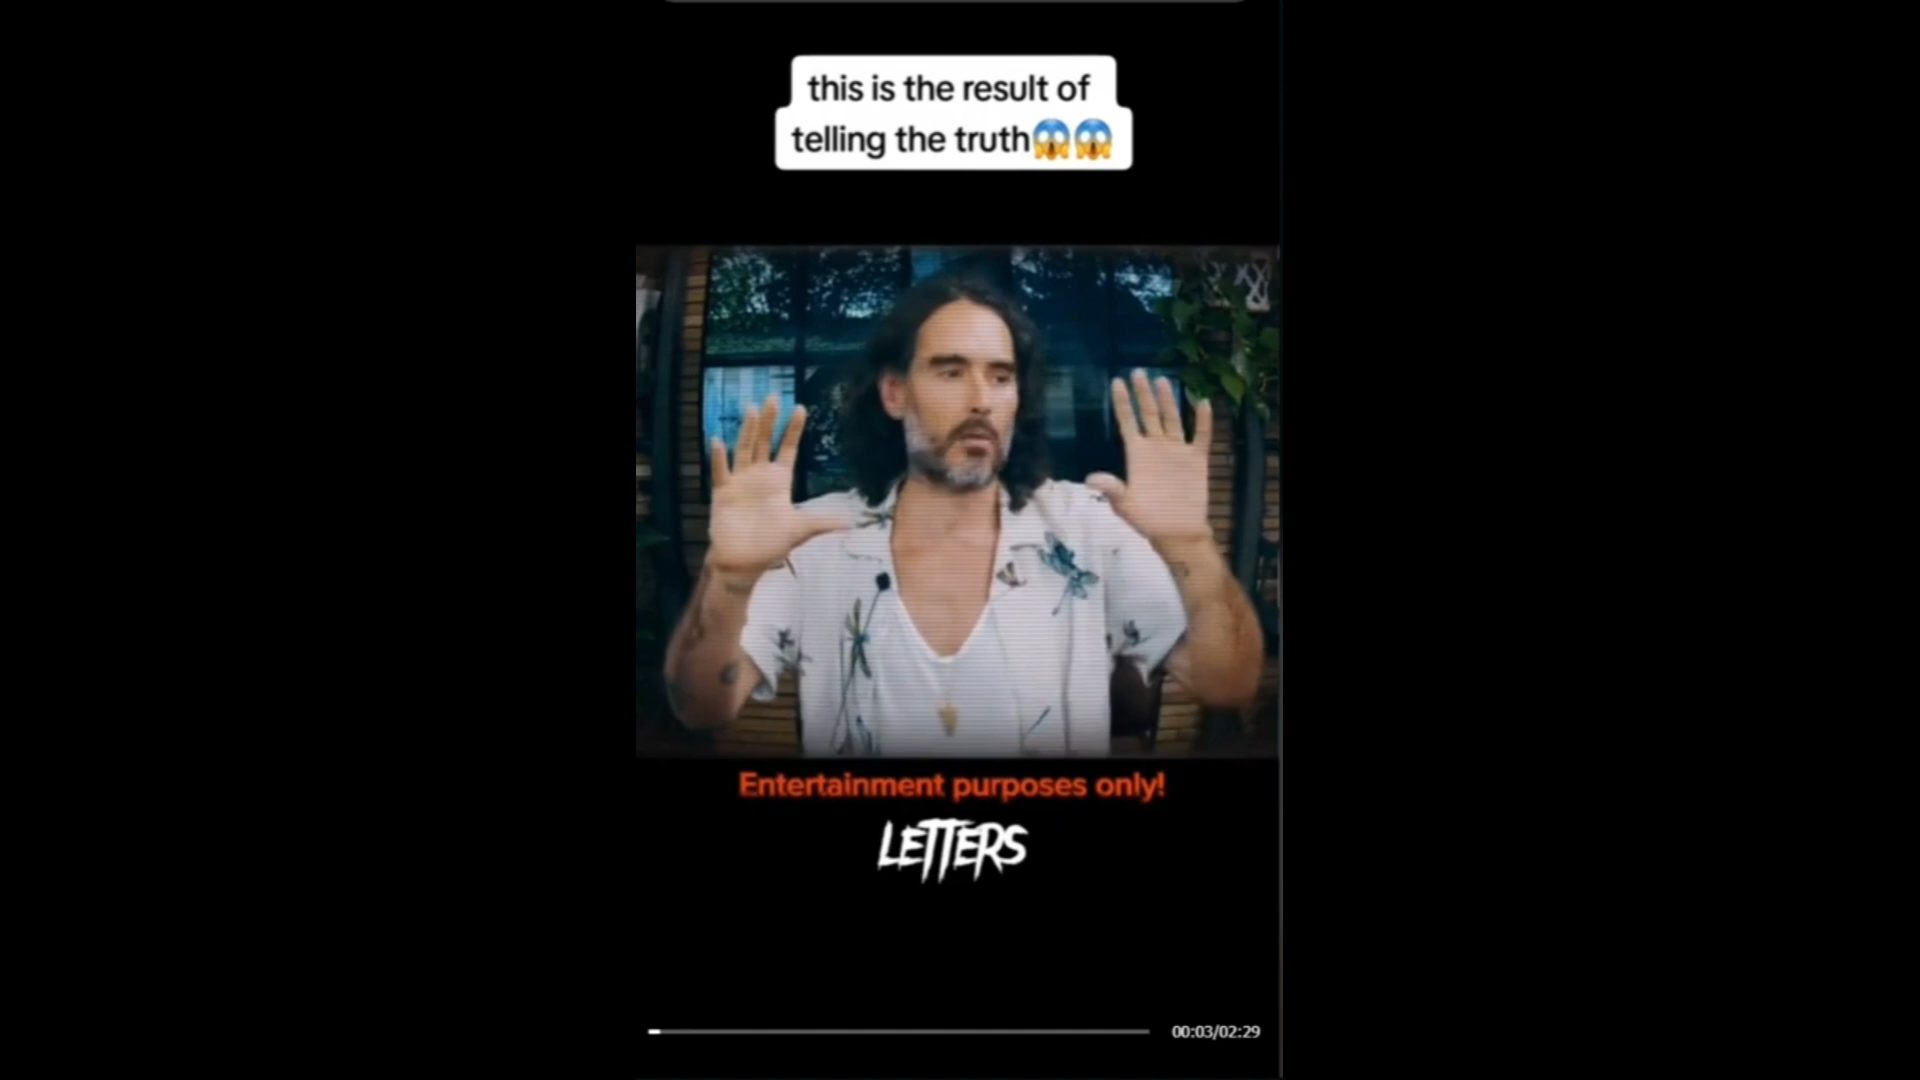 this is the result of
telling the truth😱😱
Entertainment purposes only!
LETTERS
00:03/02:29